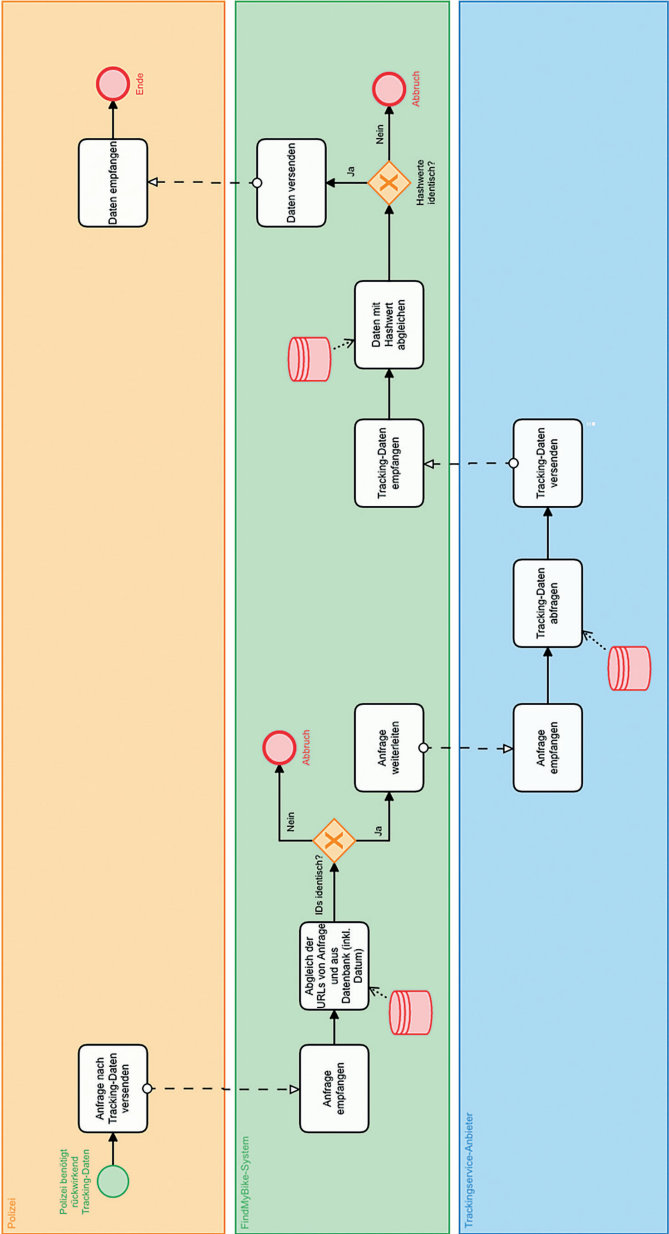 Polizei
Polizei benötigt
rückwirkend
Tracking-Daten
Anfrage nach
Tracking-Daten
versenden
Daten empfangen
Ende
FindMyBike-System
Anfrage
empfangen
Abgleich der
URLs von Anfrage
und aus
Datenbank (inkl.
Datum)
IDs identisch?
Nein
Abbruch
Ja
Anfrage
weiterleiten
Tracking-Daten
empfangen
Daten mit
Hashwert
abgleichen
Hashwerte
identisch?
Ja
Daten versenden
Nein
Abbruch
Trackingservice-Anbieter
Anfrage
empfangen
Tracking-Daten
abfragen
Tracking-Daten
versenden